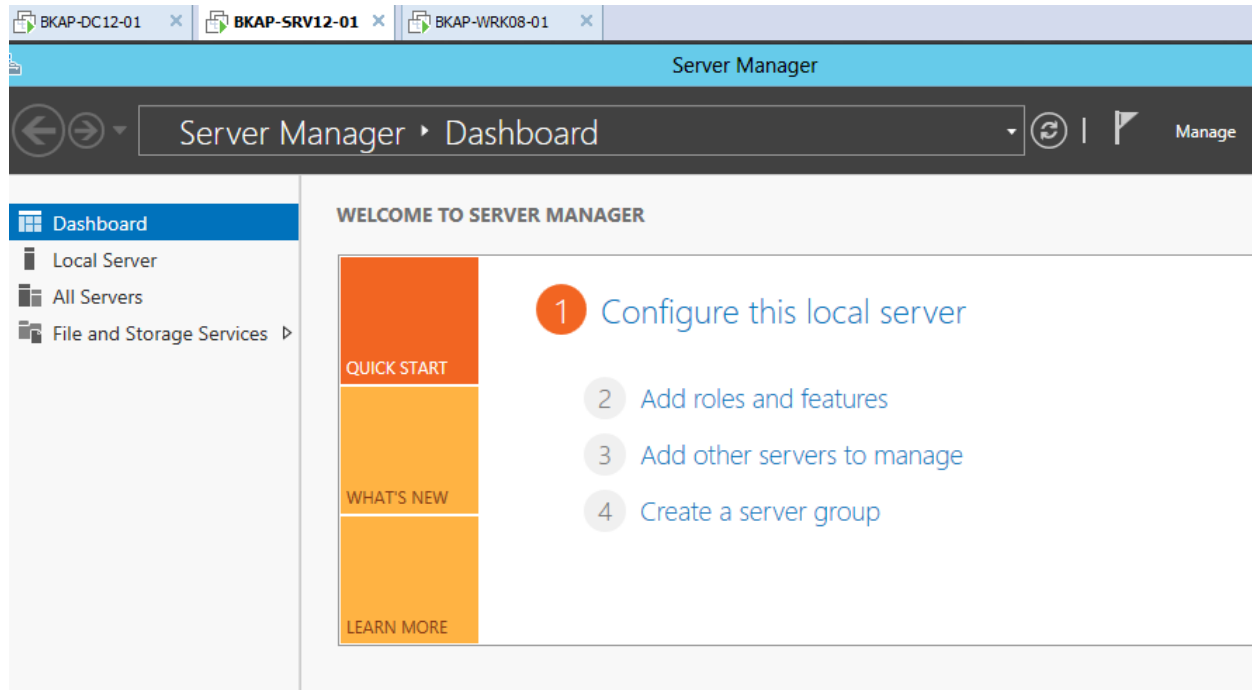 BKAP-DC12-01 BKAP-SRV12-01 BKAP-WRK08-01
Server Manager
Server Manager Dashboard Manage
Dashboard
Local Server
All Servers
File and Storage Services
WELCOME TO SERVER MANAGER
QUICK START
WHAT'S NEW
LEARN MORE
1 Configure this local server
2 Add roles and features
3 Add other servers to manage
4 Create a server group